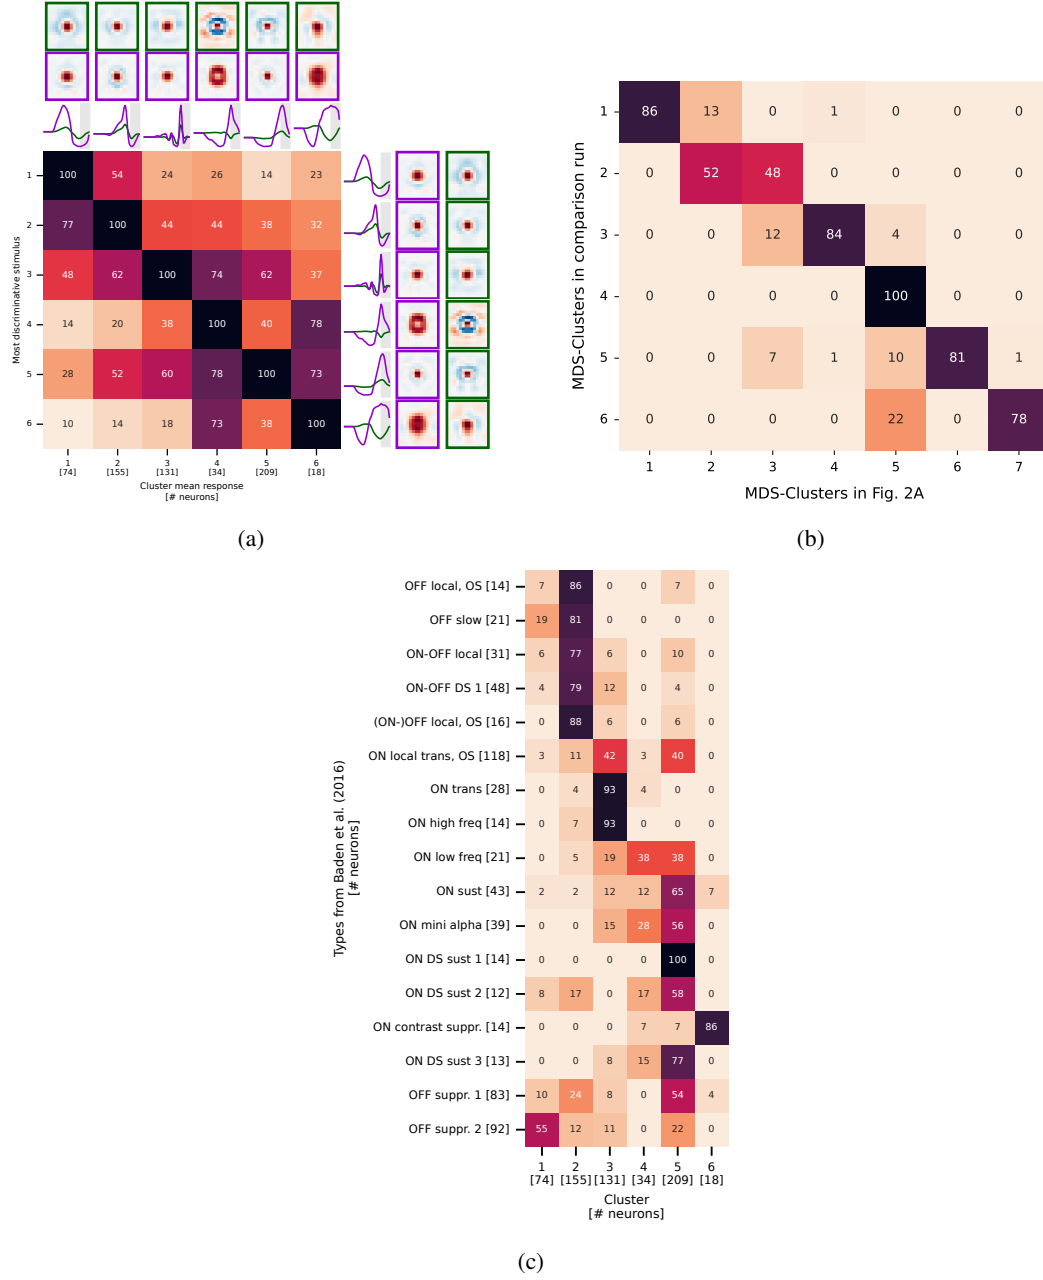 1 100 54 24 26 14 23
2 77 100 44 44 38 32
3 48 62 100 74 62 37
4 14 20 38 100 40 78
5 28 52 60 78 100 73
6 10 14 18 73 38 100
Most discriminative stimulus
1 2 3 4 5 6
[74] [155] [131] [34] [209] [18]
Cluster mean response
[# neurons]
(a)
1 86 13 0 1 0 0 0
2 0 52 48 0 0 0 0
3 0 0 12 84 4 0 0
4 0 0 0 0 100 0 0
5 0 0 7 1 10 81 1
6 0 0 0 0 22 0 78
MDS-Clusters in comparison run
1 2 3 4 5 6 7
MDS-Clusters in Fig. 2A
(b)
OFF local, OS [14] 7 86 0 0 7 0
OFF slow [21] 19 81 0 0 0 0
ON-OFF local [31] 6 77 6 0 10 0
ON-OFF DS 1 [48] 4 79 12 0 4 0
(ON-)OFF local, OS [16] 0 88 6 0 6 0
ON local trans, OS [118] 3 11 42 3 40 0
ON trans [28] 0 4 93 4 0 0
ON high freq [14] 0 7 93 0 0 0
ON low freq [21] 0 5 19 38 38 0
ON sust [43] 2 2 12 12 65 7
ON mini alpha [39] 0 0 15 28 56 0
ON DS sust 1 [14] 0 0 0 0 100 0
ON DS sust 2 [12] 8 17 0 17 58 0
ON contrast suppr. [14] 0 0 0 7 7 86
ON DS sust 3 [13] 0 0 8 15 77 0
OFF suppr. 1 [83] 10 24 8 0 54 4
OFF suppr. 2 [92] 55 12 11 0 22 0
Types from Baden et al. (2016)
[# neurons]
1 2 3 4 5 6
[74] [155] [131] [34] [209] [18]
Cluster
[# neurons]
(c)